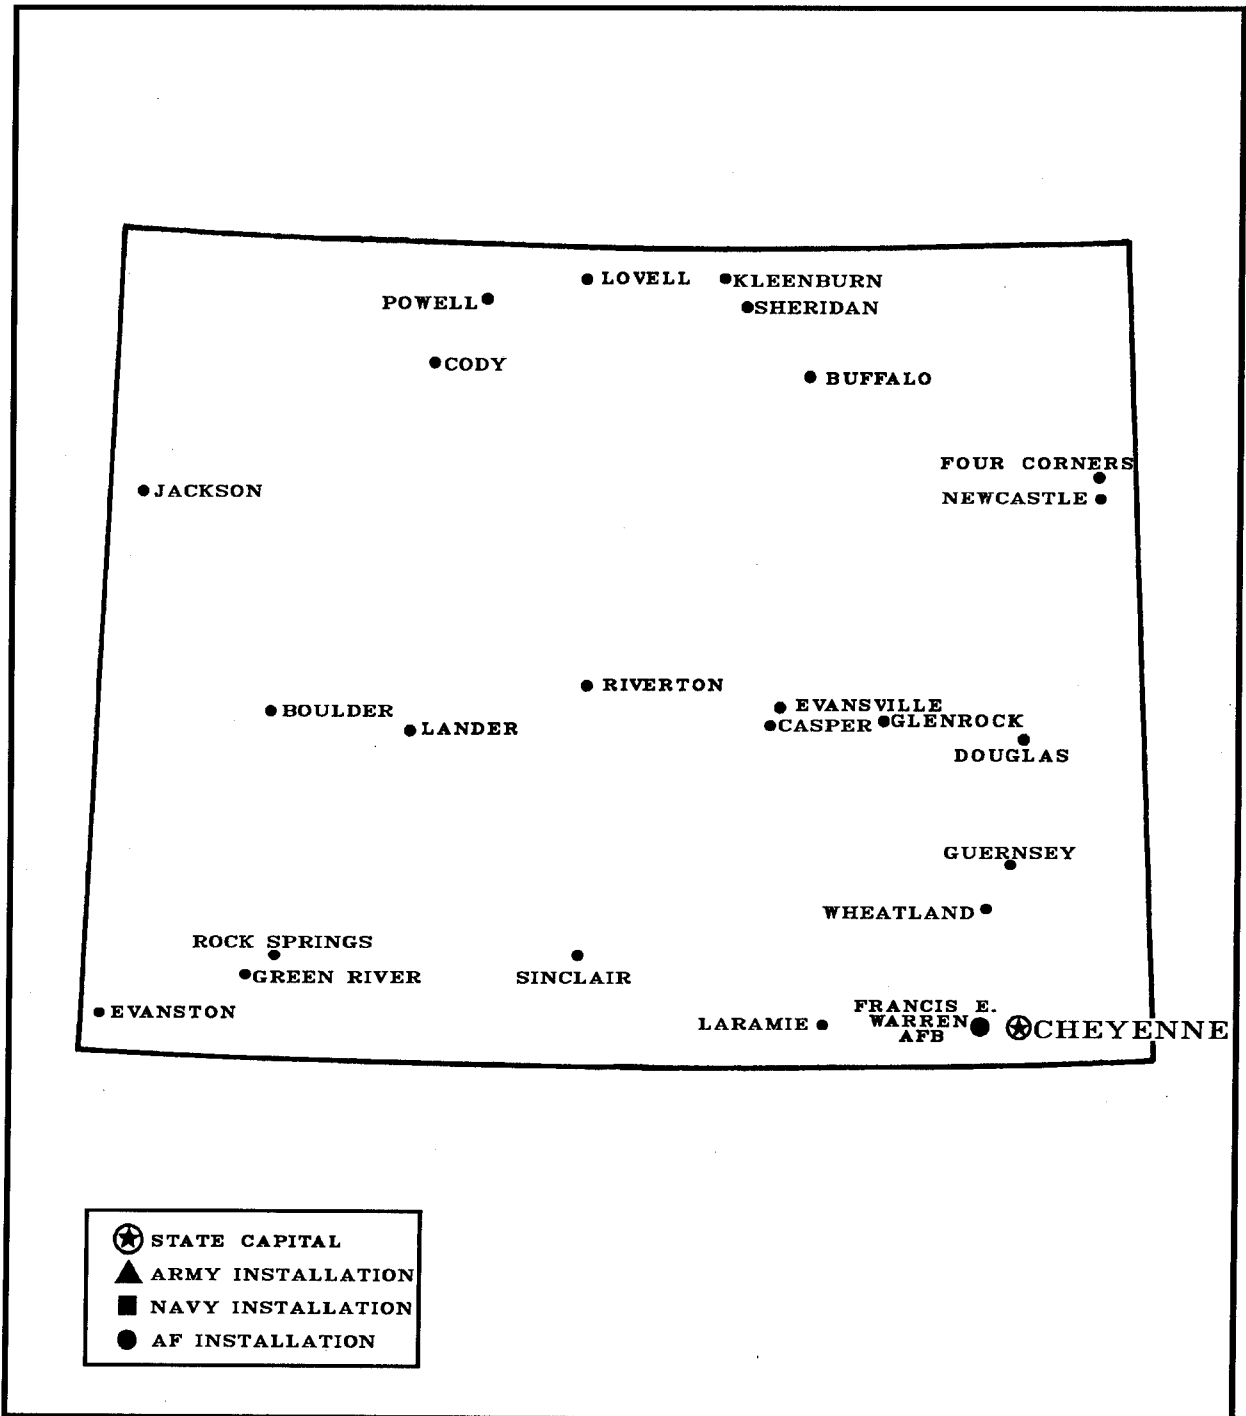 LOVELL
KLEENBURN
POWELL
SHERIDAN
CODY
BUFFALO
FOUR CORNERS
JACKSON
NEWCASTLE
RIVERTON
BOULDER
EVANSVILLE
LANDER
CASPER
GLENROCK
DOUGLAS
GUERNSEY
WHEATLAND
ROCK SPRINGS
GREEN RIVER
SINCLAIR
EVANSTON
LARAMIE
FRANCIS E.
WARREN
AFB
CHEYENNE
STATE CAPITAL
ARMY INSTALLATION
NAVY INSTALLATION
AF INSTALLATION